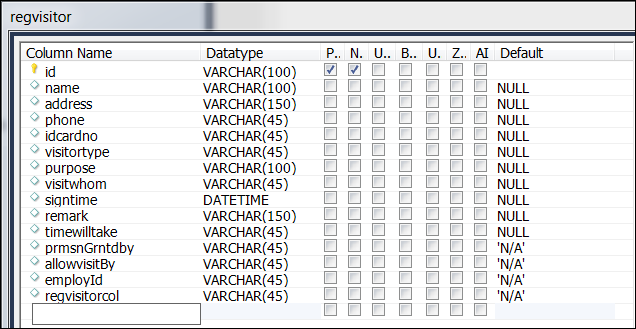 regvisitor
Column Name Datatype P.. N.. U.. B... U.. Z... AI Default
id VARCHAR(100)
name VARCHAR(100) NULL
address VARCHAR(150) NULL
phone VARCHAR(45) NULL
idcardno VARCHAR(45) NULL
visitortype VARCHAR(45) NULL
purpose VARCHAR(100) NULL
visitwhom VARCHAR(45) NULL
signtime DATETIME NULL
remark VARCHAR(150) NULL
timewilltake VARCHAR(45) NULL
prmsnGrntdby VARCHAR(45) 'N/A'
allowvisitBy VARCHAR(45) 'N/A'
employId VARCHAR(45) 'N/A'
regvisitorcol VARCHAR(45) 'N/A'